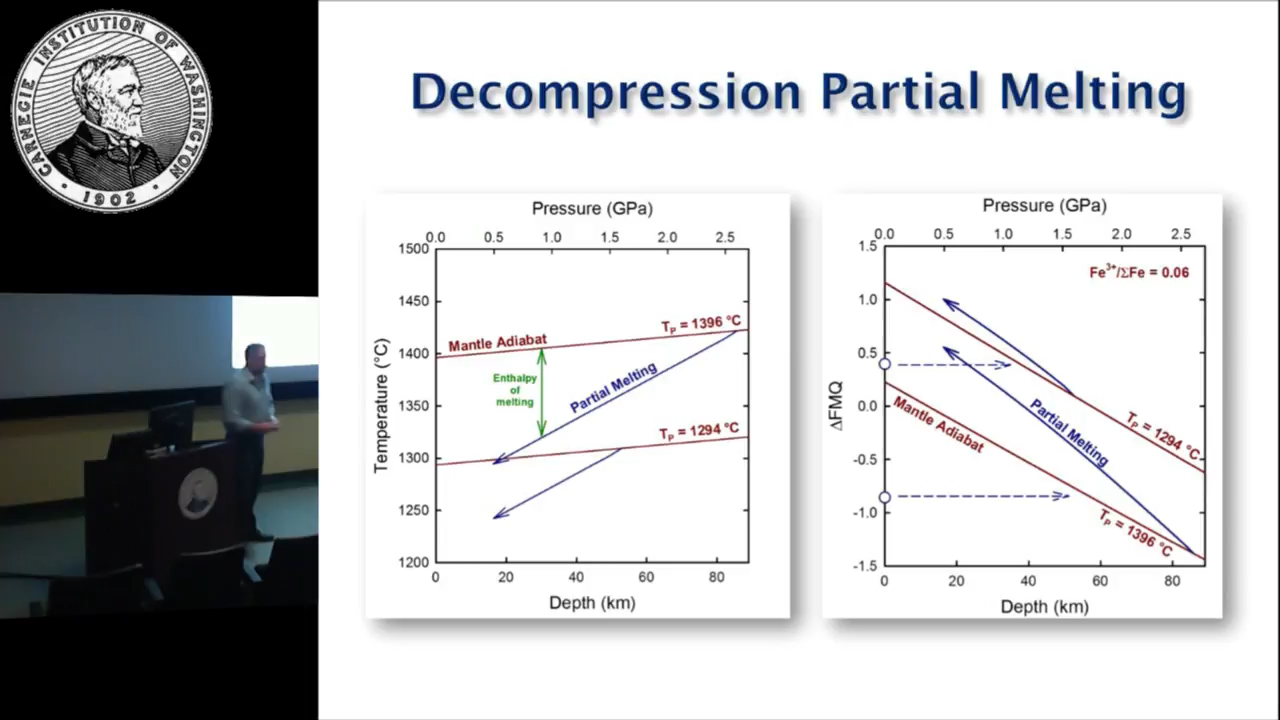 CARNEGIE INSTITUTION OF WASHINGTON
· 1902 ·
Decompression Partial Melting
Pressure (GPa)
0.0 0.5 1.0 1.5 2.0 2.5
1500
1450
1400
1350
1300
1250
1200
Temperature (°C)
Mantle Adiabat
TP = 1396 °C
Enthalpy
of
melting
Partial Melting
TP = 1294 °C
0 20 40 60 80
Depth (km)
Pressure (GPa)
0.0 0.5 1.0 1.5 2.0 2.5
Fe3+/ΣFe = 0.06
1.5
1.0
0.5
0.0
-0.5
-1.0
-1.5
ΔFMQ
Mantle Adiabat
Partial Melting
TP = 1294 °C
TP = 1396 °C
0 20 40 60 80
Depth (km)